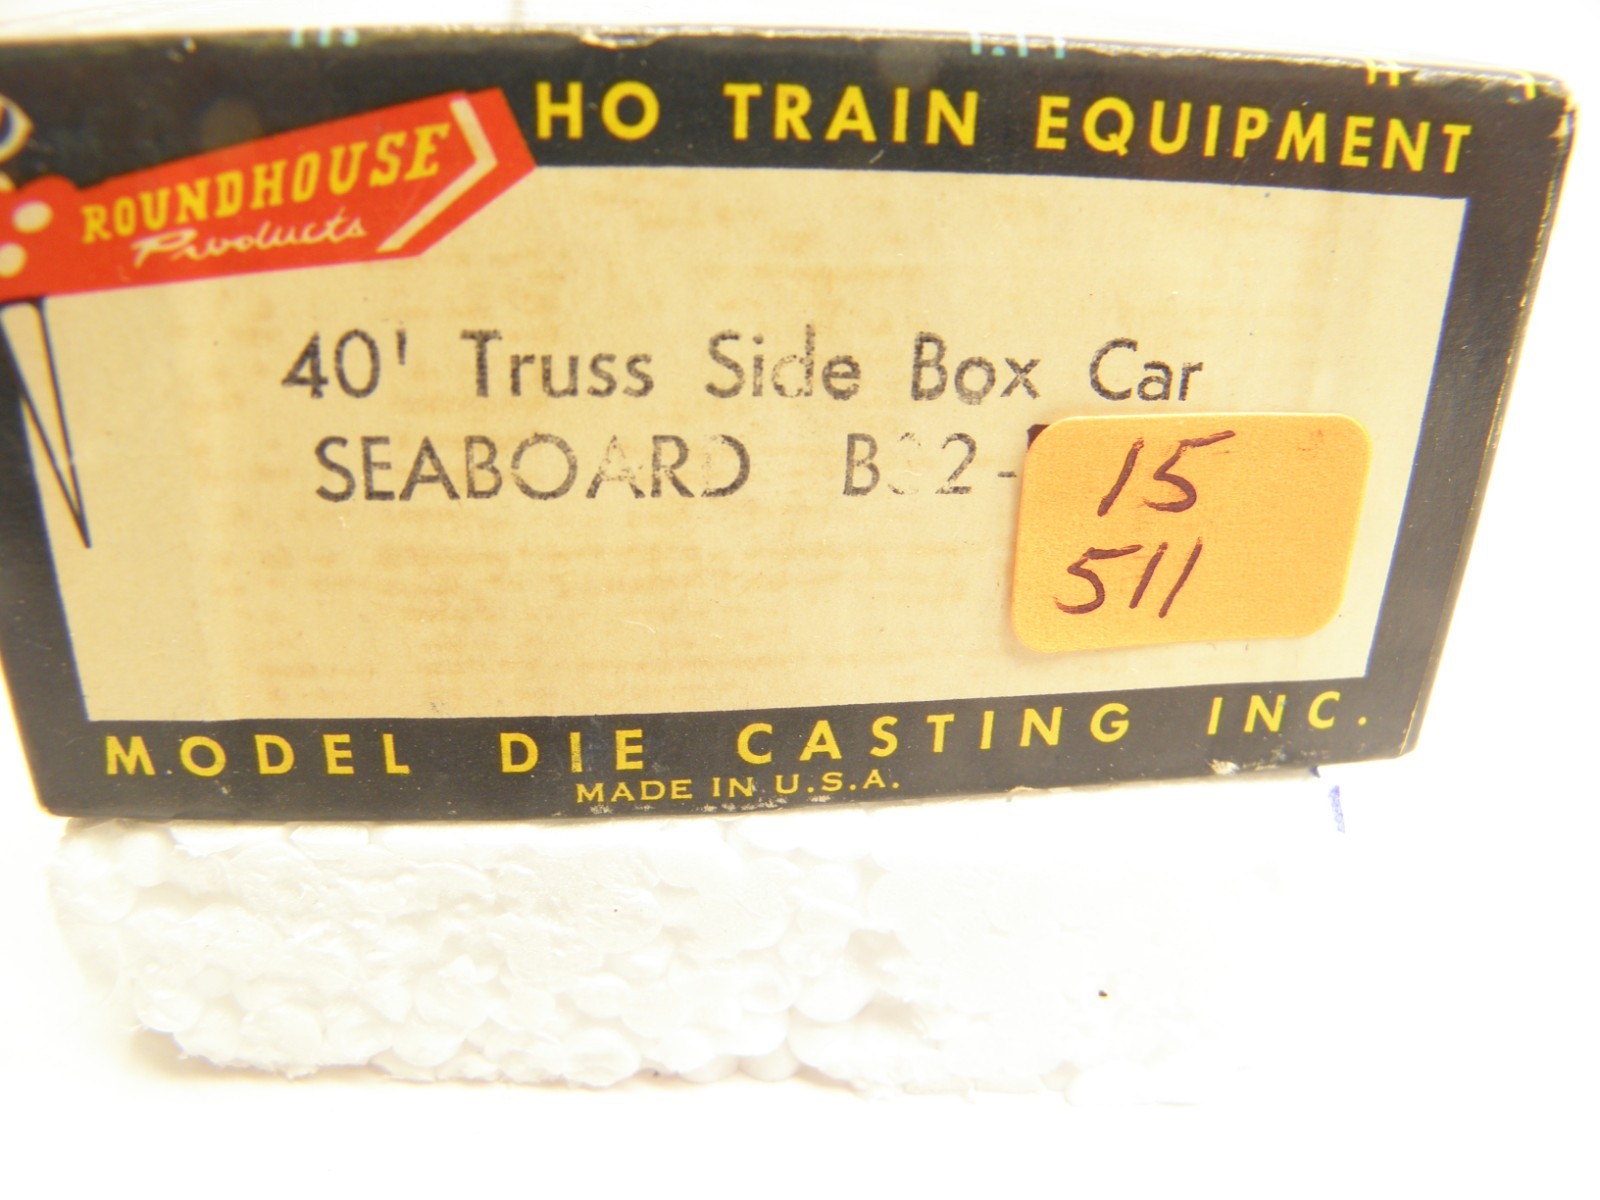 HO TRAIN EQUIPMENT
ROUNDHOUSE
Products
40' Truss Side Box Car
SEABOARD
15
511
MODEL DIE CASTING INC.
MADE IN U.S.A.